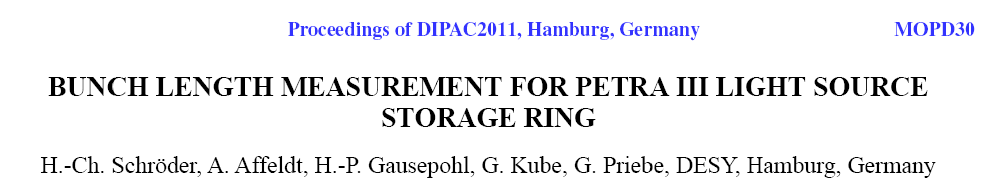 Proceedings of DIPAC2011, Hamburg, Germany MOPD30
BUNCH LENGTH MEASUREMENT FOR PETRA III LIGHT SOURCE
STORAGE RING
H.-Ch. Schröder, A. Affeldt, H.-P. Gausepohl, G. Kube, G. Priebe, DESY, Hamburg, Germany